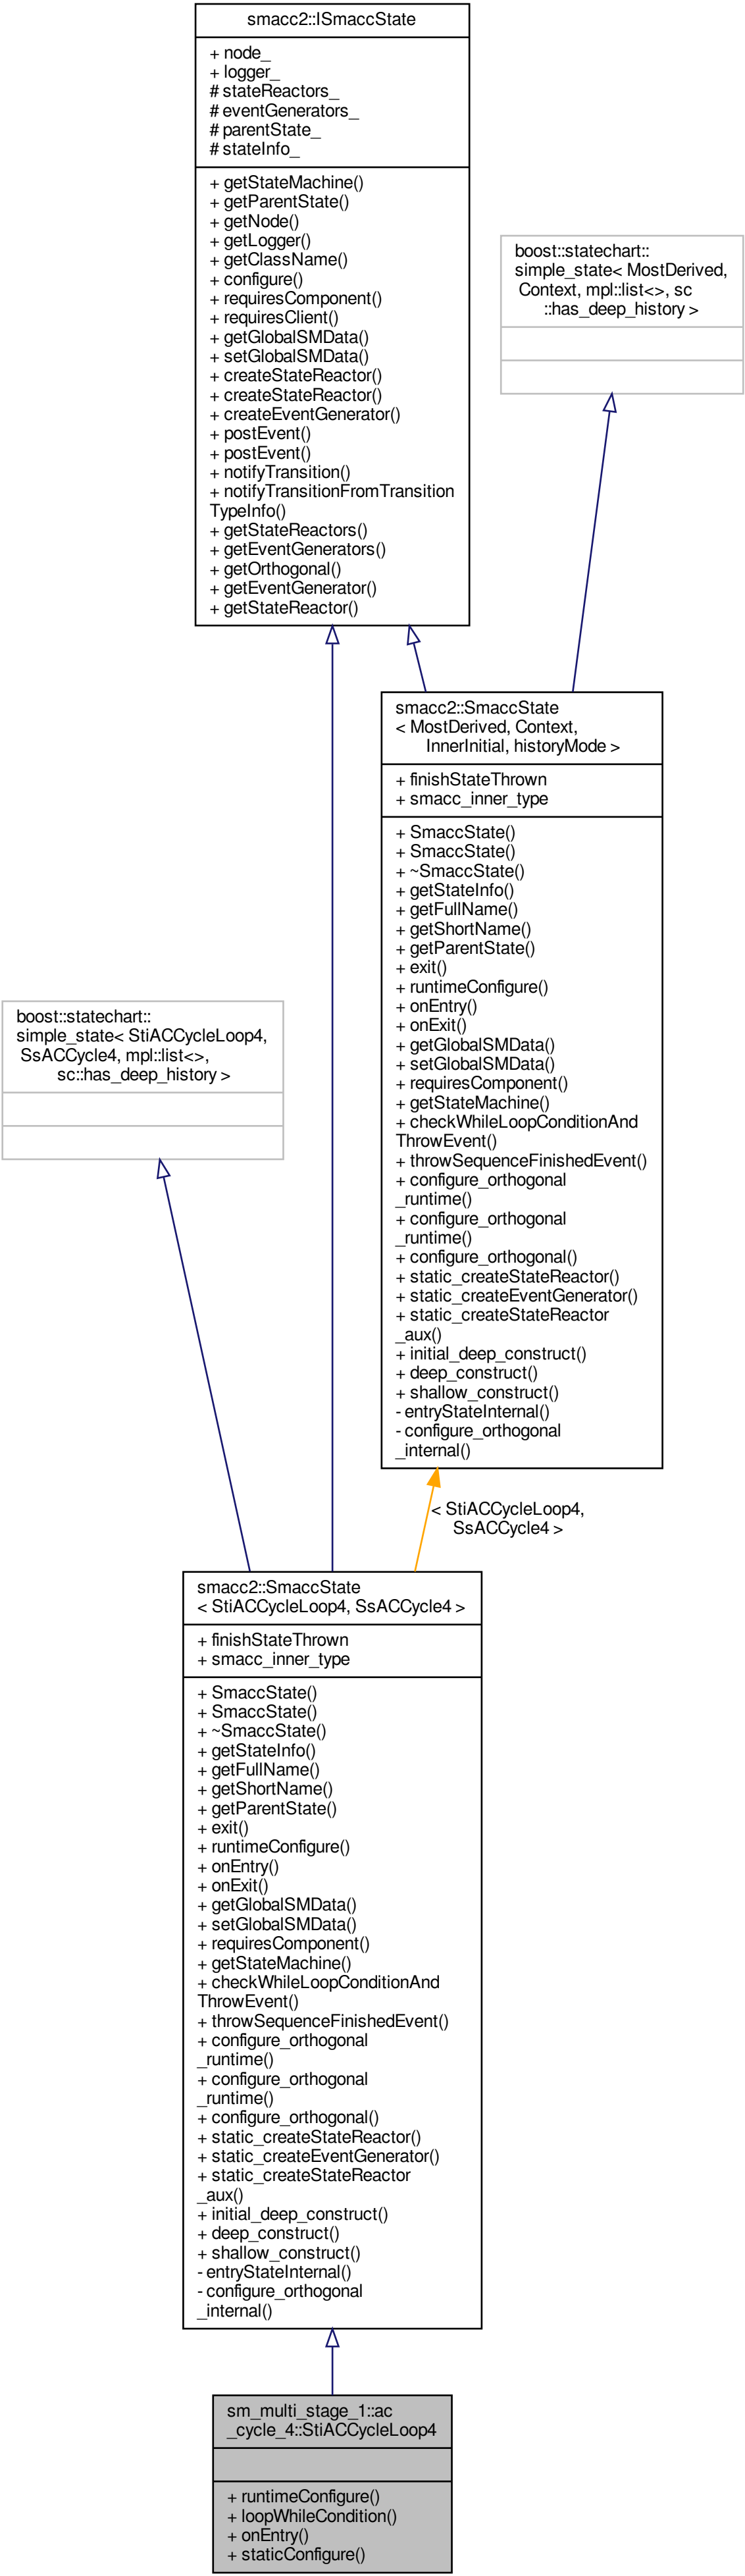 smacc2::ISmaccState
+ node_
+ logger_
# stateReactors_
# eventGenerators_
# parentState_
# stateInfo_
+ getStateMachine()
+ getParentState()
+ getNode()
+ getLogger()
+ getClassName()
+ configure()
+ requiresComponent()
+ requiresClient()
+ getGlobalSMData()
+ setGlobalSMData()
+ createStateReactor()
+ createStateReactor()
+ createEventGenerator()
+ postEvent()
+ postEvent()
+ notifyTransition()
+ notifyTransitionFromTransition
TypeInfo()
+ getStateReactors()
+ getEventGenerators()
+ getOrthogonal()
+ getEventGenerator()
+ getStateReactor()
boost::statechart::
simple_state< MostDerived,
Context, mpl::list<>, sc
::has_deep_history >
smacc2::SmaccState
< MostDerived, Context,
InnerInitial, historyMode >
+ finishStateThrown
+ smacc_inner_type
+ SmaccState()
+ SmaccState()
+ ~SmaccState()
+ getStateInfo()
+ getFullName()
+ getShortName()
+ getParentState()
+ exit()
+ runtimeConfigure()
+ onEntry()
+ onExit()
+ getGlobalSMData()
+ setGlobalSMData()
+ requiresComponent()
+ getStateMachine()
+ checkWhileLoopConditionAnd
ThrowEvent()
+ throwSequenceFinishedEvent()
+ configure_orthogonal
_runtime()
+ configure_orthogonal
_runtime()
+ configure_orthogonal()
+ static_createStateReactor()
+ static_createEventGenerator()
+ static_createStateReactor
_aux()
+ initial_deep_construct()
+ deep_construct()
+ shallow_construct()
- entryStateInternal()
- configure_orthogonal
_internal()
boost::statechart::
simple_state< StiACCycleLoop4,
SsACCycle4, mpl::list<>,
sc::has_deep_history >
< StiACCycleLoop4,
SsACCycle4 >
smacc2::SmaccState
< StiACCycleLoop4, SsACCycle4 >
+ finishStateThrown
+ smacc_inner_type
+ SmaccState()
+ SmaccState()
+ ~SmaccState()
+ getStateInfo()
+ getFullName()
+ getShortName()
+ getParentState()
+ exit()
+ runtimeConfigure()
+ onEntry()
+ onExit()
+ getGlobalSMData()
+ setGlobalSMData()
+ requiresComponent()
+ getStateMachine()
+ checkWhileLoopConditionAnd
ThrowEvent()
+ throwSequenceFinishedEvent()
+ configure_orthogonal
_runtime()
+ configure_orthogonal
_runtime()
+ configure_orthogonal()
+ static_createStateReactor()
+ static_createEventGenerator()
+ static_createStateReactor
_aux()
+ initial_deep_construct()
+ deep_construct()
+ shallow_construct()
- entryStateInternal()
- configure_orthogonal
_internal()
sm_multi_stage_1::ac
_cycle_4::StiACCycleLoop4
+ runtimeConfigure()
+ loopWhileCondition()
+ onEntry()
+ staticConfigure()